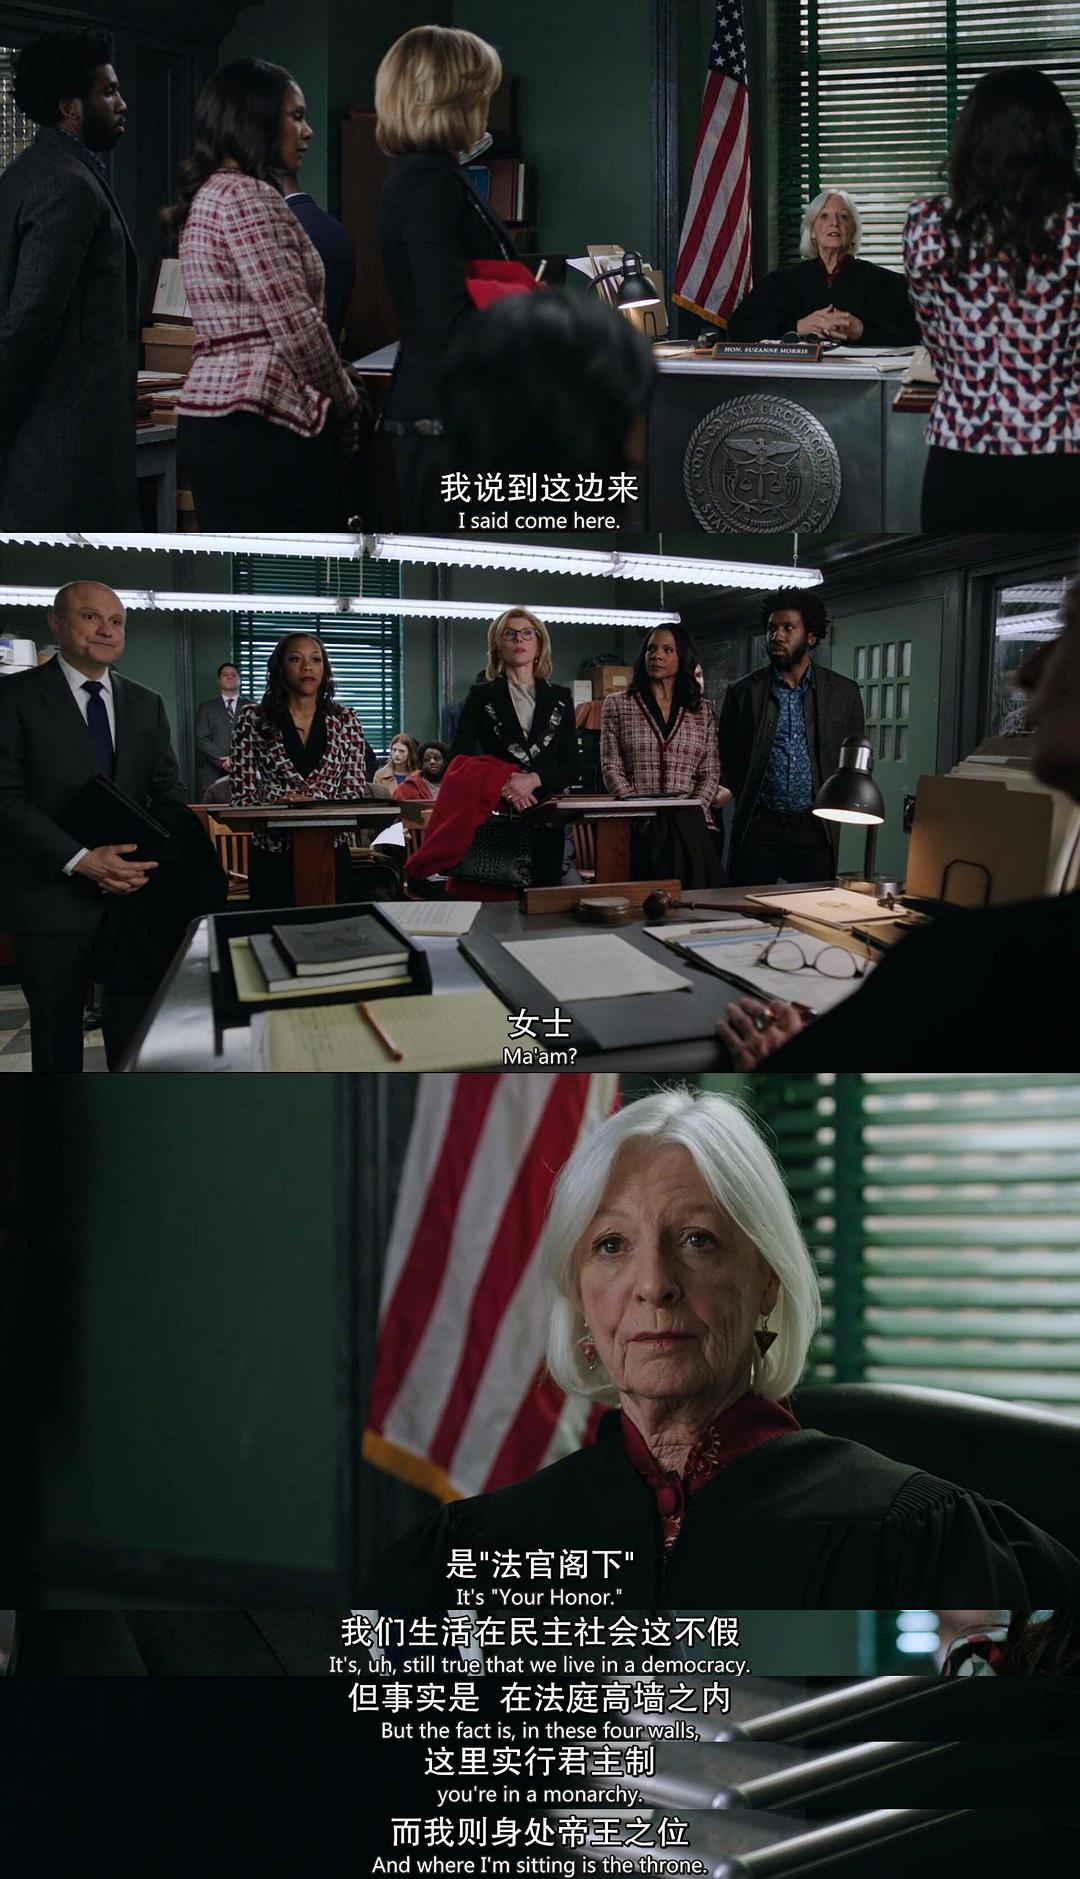 HON. SUZANNE MORRIS
COOK COUNTY CIRCUIT COURT
我说到这边来
I said come here.
女士
Ma'am?
是"法官阁下"
It's "Your Honor."
我们生活在民主社会这不假
It's, uh, still true that we live in a democracy.
但事实是 在法庭高墙之内
But the fact is, in these four walls,
这里实行君主制
you're in a monarchy.
而我则身处帝王之位
And where I'm sitting is the throne.